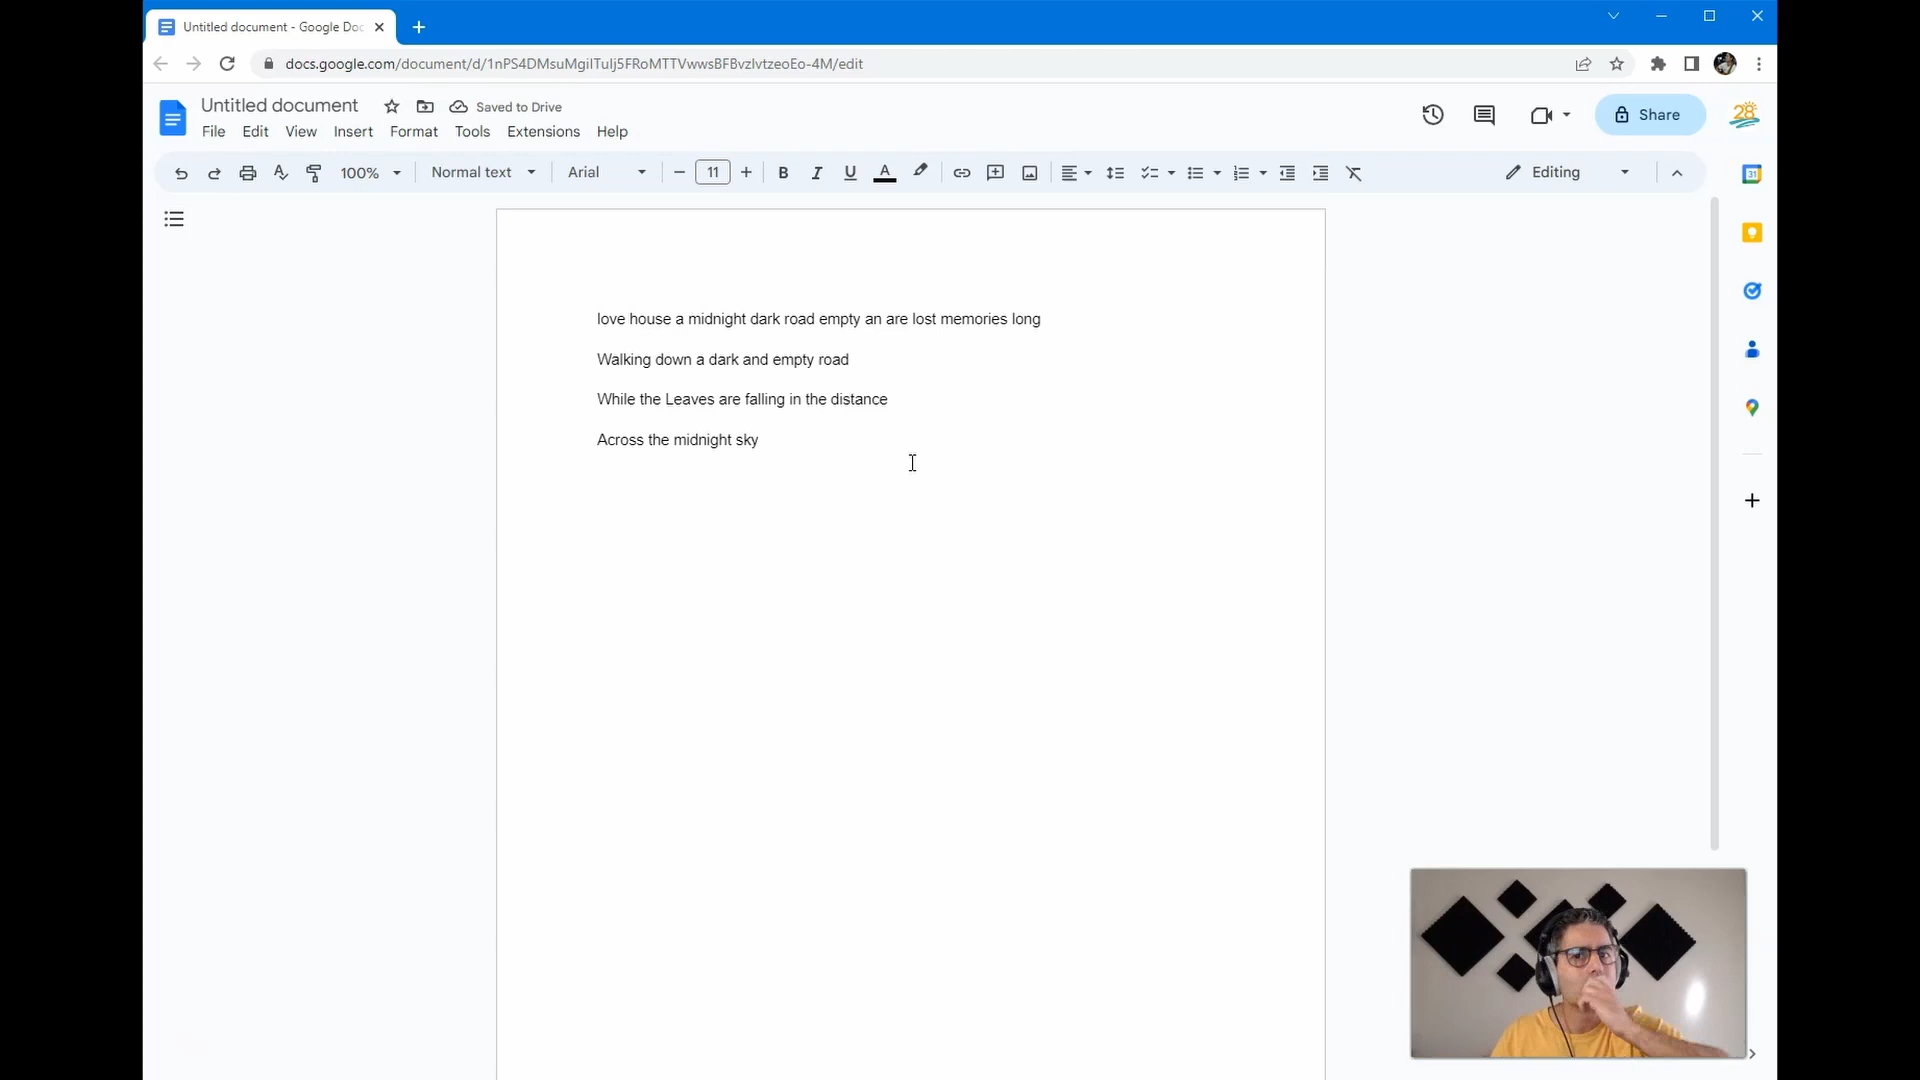 Untitled document - Google Doc
docs.google.com/document/d/1nPS4DMsuMgiITuIj5FRoMTTVwwsBFBvzIvtzeoEo-4M/edit
Untitled document Saved to Drive
File Edit View Insert Format Tools Extensions Help
28
Share
100% Normal text Arial 11 B I U A Editing
31
love house a midnight dark road empty an are lost memories long
Walking down a dark and empty road
While the Leaves are falling in the distance
Across the midnight sky